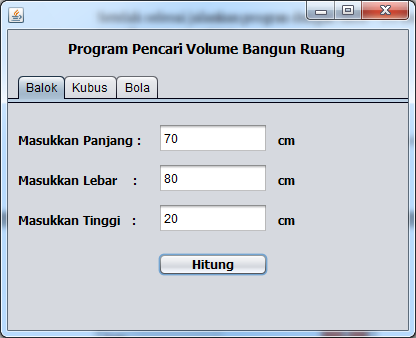 Program Pencari Volume Bangun Ruang
Balok Kubus Bola
Masukkan Panjang : 70 cm
Masukkan Lebar : 80 cm
Masukkan Tinggi : 20 cm
Hitung